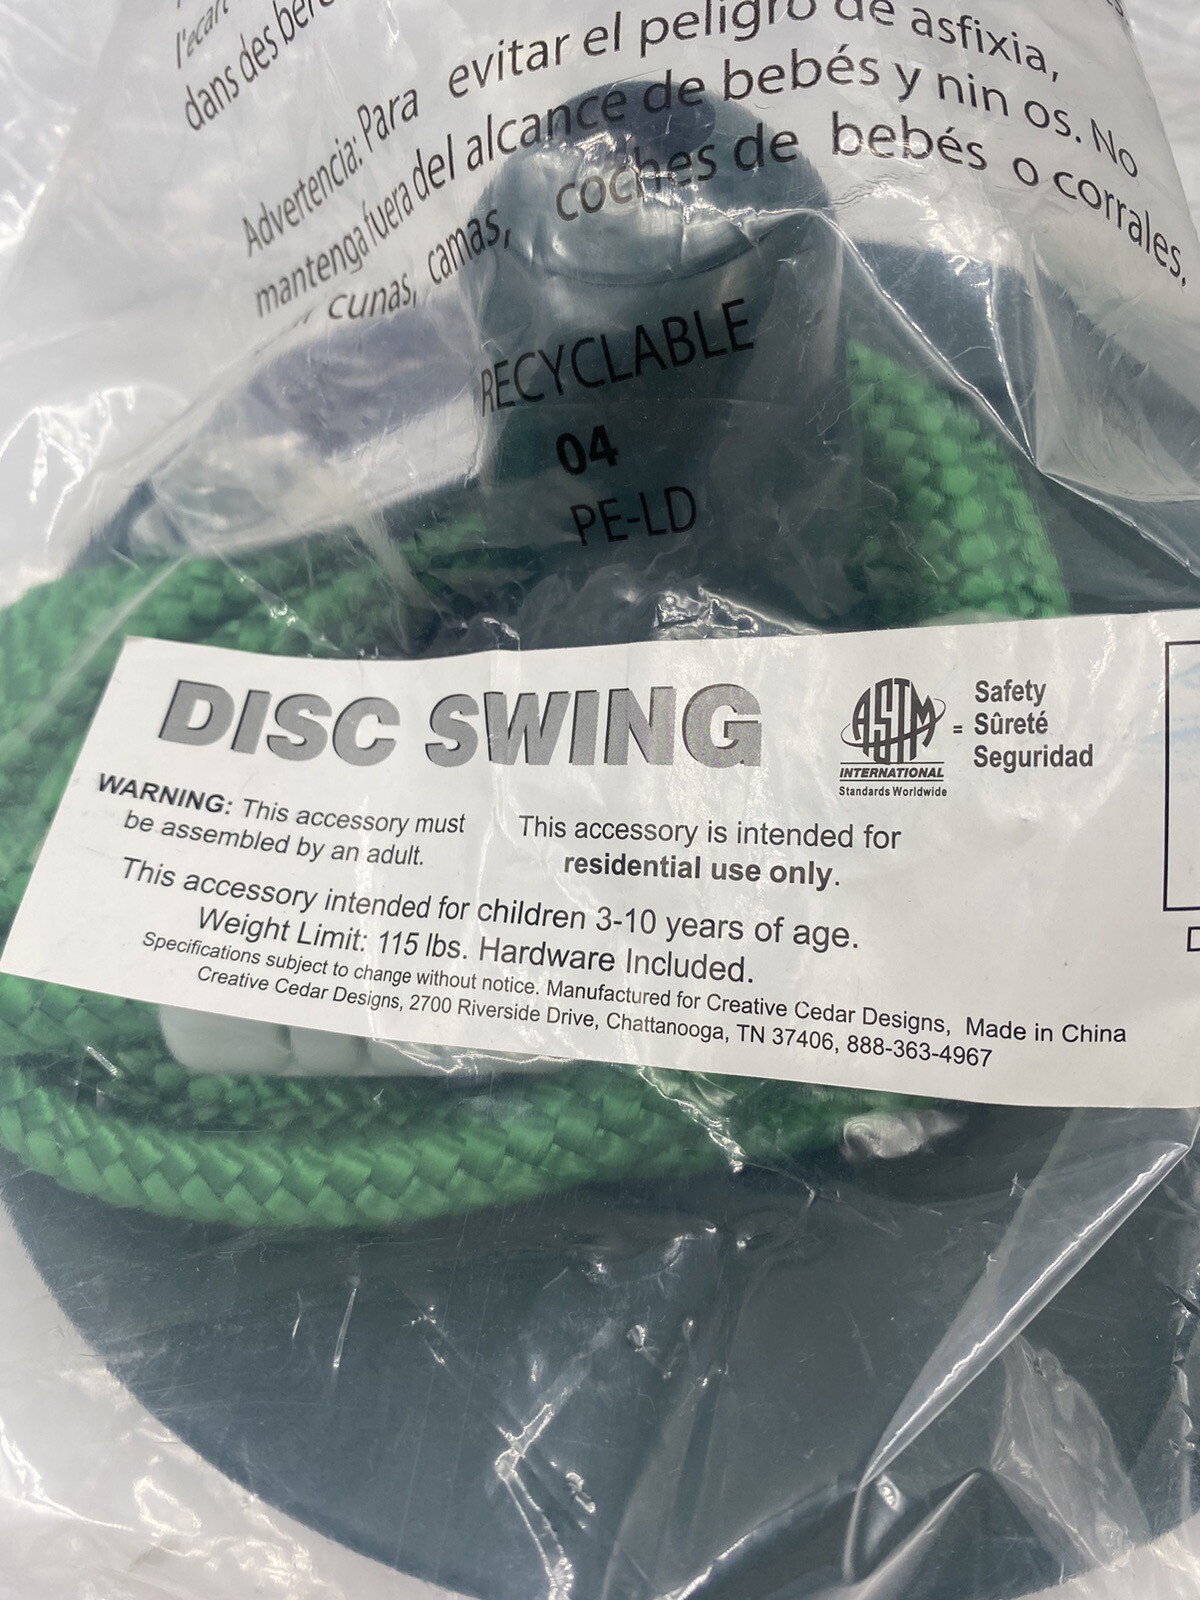 l'écart
dans des
evitar el peligro de asfixia,
Advertencia: Para
mantenga fuera del alcance de bebés y nin os. No
cunas, camas, coches de bebés o corrales.
RECYCLABLE
04
PE-LD
DISC SWING
ASTM
INTERNATIONAL
Standards Worldwide
=
Safety
Sûreté
Seguridad
WARNING: This accessory must
be assembled by an adult.
This accessory is intended for
residential use only.
This accessory intended for children 3-10 years of age.
Weight Limit: 115 lbs. Hardware Included.
Specifications subject to change without notice. Manufactured for Creative Cedar Designs, Made in China
Creative Cedar Designs, 2700 Riverside Drive, Chattanooga, TN 37406, 888-363-4967